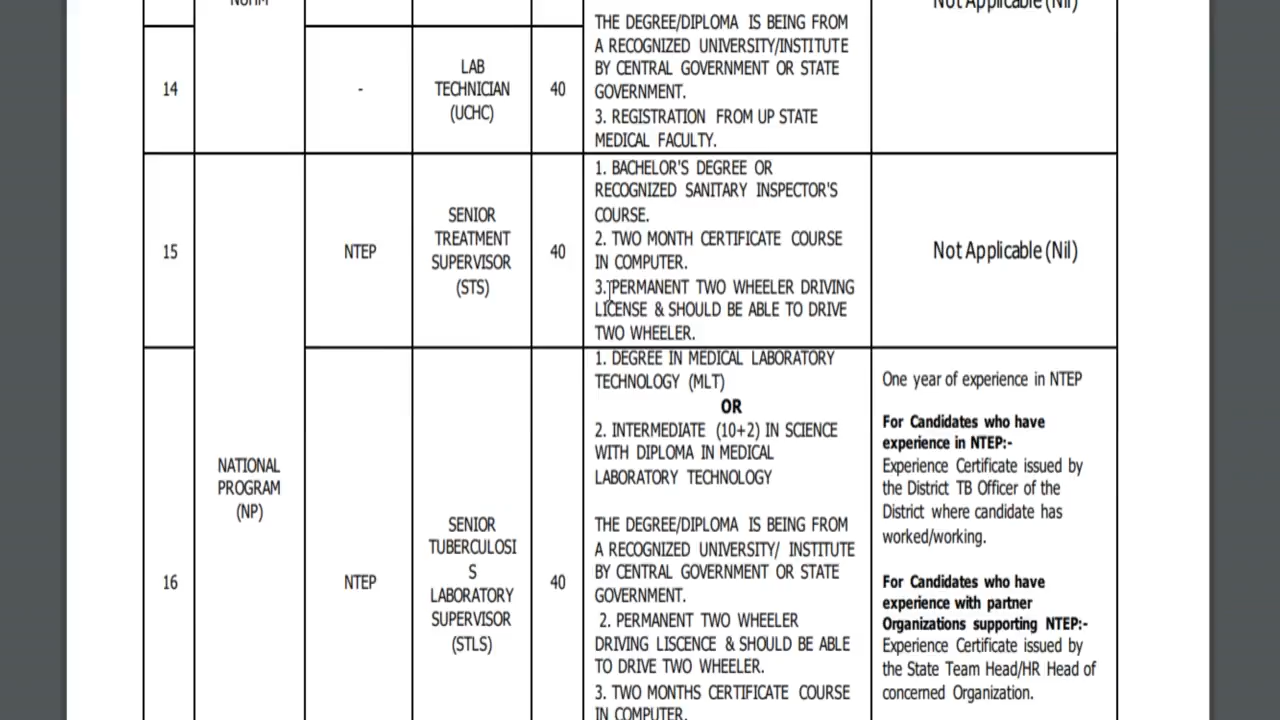 NUHM
Not Applicable (Nil)
THE DEGREE/DIPLOMA IS BEING FROM
A RECOGNIZED UNIVERSITY/INSTITUTE
BY CENTRAL GOVERNMENT OR STATE
GOVERNMENT.
3. REGISTRATION FROM UP STATE
MEDICAL FACULTY.
14
-
LAB
TECHNICIAN
(UCHC)
40
15
NTEP
SENIOR
TREATMENT
SUPERVISOR
(STS)
40
1. BACHELOR'S DEGREE OR
RECOGNIZED SANITARY INSPECTOR'S
COURSE.
2. TWO MONTH CERTIFICATE COURSE
IN COMPUTER.
3. PERMANENT TWO WHEELER DRIVING
LICENSE & SHOULD BE ABLE TO DRIVE
TWO WHEELER.
Not Applicable (Nil)
NATIONAL
PROGRAM
(NP)
16
NTEP
SENIOR
TUBERCULOSI
S
LABORATORY
SUPERVISOR
(STLS)
40
1. DEGREE IN MEDICAL LABORATORY
TECHNOLOGY (MLT)
OR
2. INTERMEDIATE (10+2) IN SCIENCE
WITH DIPLOMA IN MEDICAL
LABORATORY TECHNOLOGY
THE DEGREE/DIPLOMA IS BEING FROM
A RECOGNIZED UNIVERSITY/ INSTITUTE
BY CENTRAL GOVERNMENT OR STATE
GOVERNMENT.
2. PERMANENT TWO WHEELER
DRIVING LISCENCE & SHOULD BE ABLE
TO DRIVE TWO WHEELER.
3. TWO MONTHS CERTIFICATE COURSE
IN COMPUTER.
One year of experience in NTEP
For Candidates who have
experience in NTEP:-
Experience Certificate issued by
the District TB Officer of the
District where candidate has
worked/working.
For Candidates who have
experience with partner
Organizations supporting NTEP:-
Experience Certificate issued by
the State Team Head/HR Head of
concerned Organization.